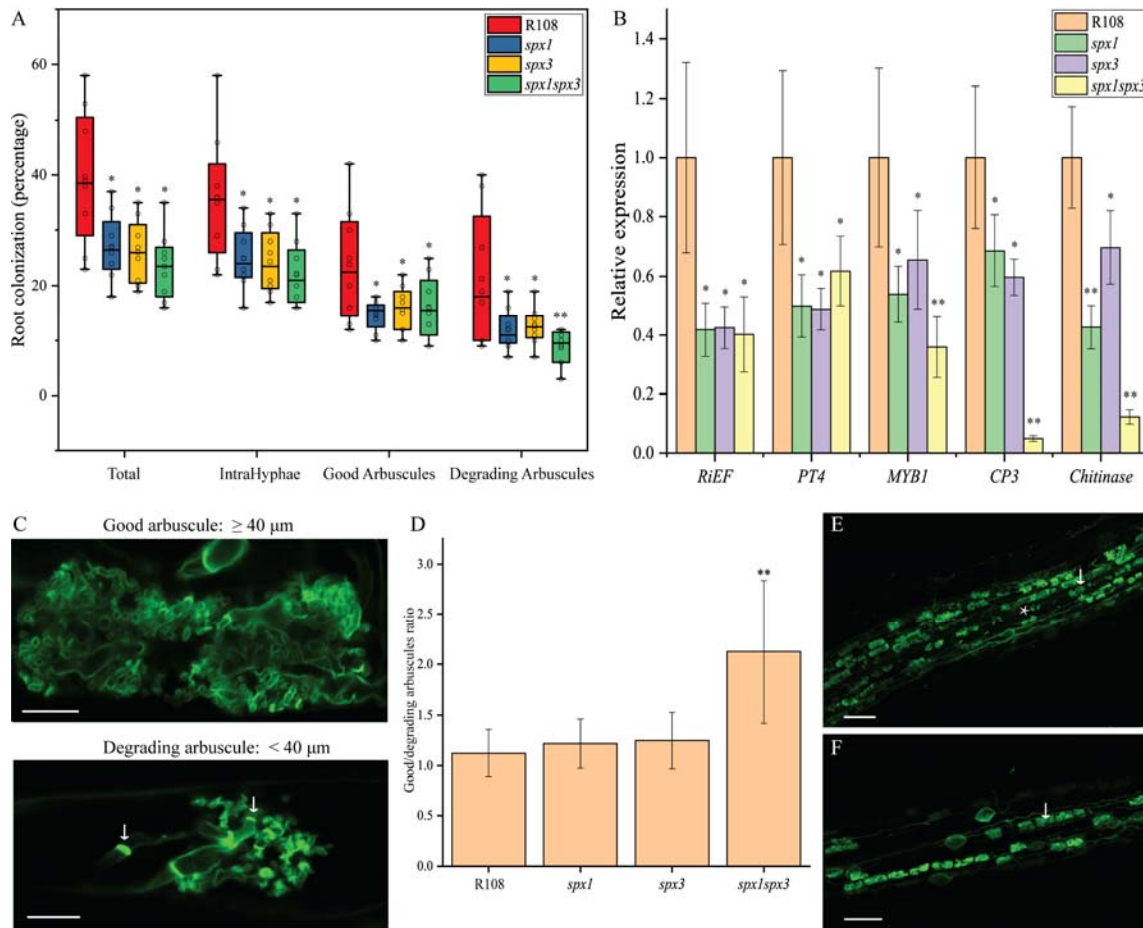 A
R108
spx1
spx3
spx1spx3
60
40
20
0
Root colonization (percentage)
* * *
* * *
* * *
* * **
Total IntraHyphae Good Arbuscules Degrading Arbuscules
B
R108
spx1
spx3
spx1spx3
1.4
1.2
1.0
0.8
0.6
0.4
0.2
0.0
Relative expression
* * *
* * *
* * **
* * **
** * **
RiEF PT4 MYB1 CP3 Chitinase
C
Good arbuscule: ≥ 40 μm
Degrading arbuscule: < 40 μm
D
3.0
2.5
2.0
1.5
1.0
0.5
0.0
Good/degrading arbuscules ratio
**
R108 spx1 spx3 spx1spx3
E
*
F